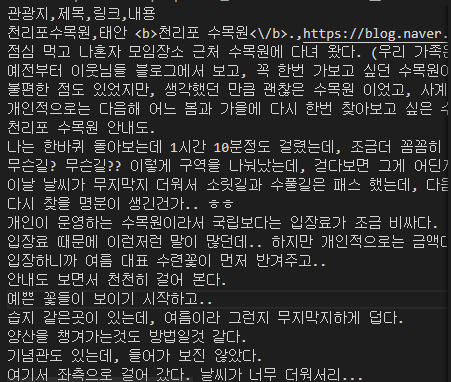 관광지,제목,링크,내용
천리포수목원,태안 <b>천리포 수목원<\/b>.,https://blog.naver.
점심 먹고 나혼자 모임장소 근처 수목원에 다녀 왔다. (우리 가족은
예전부터 이웃님들 블로그에서 보고, 꼭 한번 가보고 싶던 수목원이
불편한 점도 있었지만, 생각했던 만큼 괜찮은 수목원 이었고, 사계
개인적으로는 다음해 어느 봄과 가을에 다시 한번 찾아보고 싶은 수
천리포 수목원 안내도.
나는 한바퀴 돌아보는데 1시간 10분정도 걸렸는데, 조금더 꼼꼼히
무슨길? 무슨길?? 이렇게 구역을 나눠놨는데, 걷다보면 그게 어딘지
이날 날씨가 무지막지 더워서 소릿길과 수풀길은 패스 했는데, 다음
다시 찾을 명분이 생긴건가.. ㅎㅎ
개인이 운영하는 수목원이라서 국립보다는 입장료가 조금 비싸다.
입장료 때문에 이런저런 말이 많던데.. 하지만 개인적으로는 금액대
입장하니까 여름 대표 수련꽃이 먼저 반겨주고..
안내도 보면서 천천히 걸어 본다.
예쁜 꽃들이 보이기 시작하고..
습지 같은곳이 있는데, 여름이라 그런지 무지막지하게 덥다.
양산을 챙겨가는것도 방법일것 같다.
기념관도 있는데, 들어가 보진 않았다.
여기서 좌측으로 걸어 갔다. 날씨가 너무 더워서리...